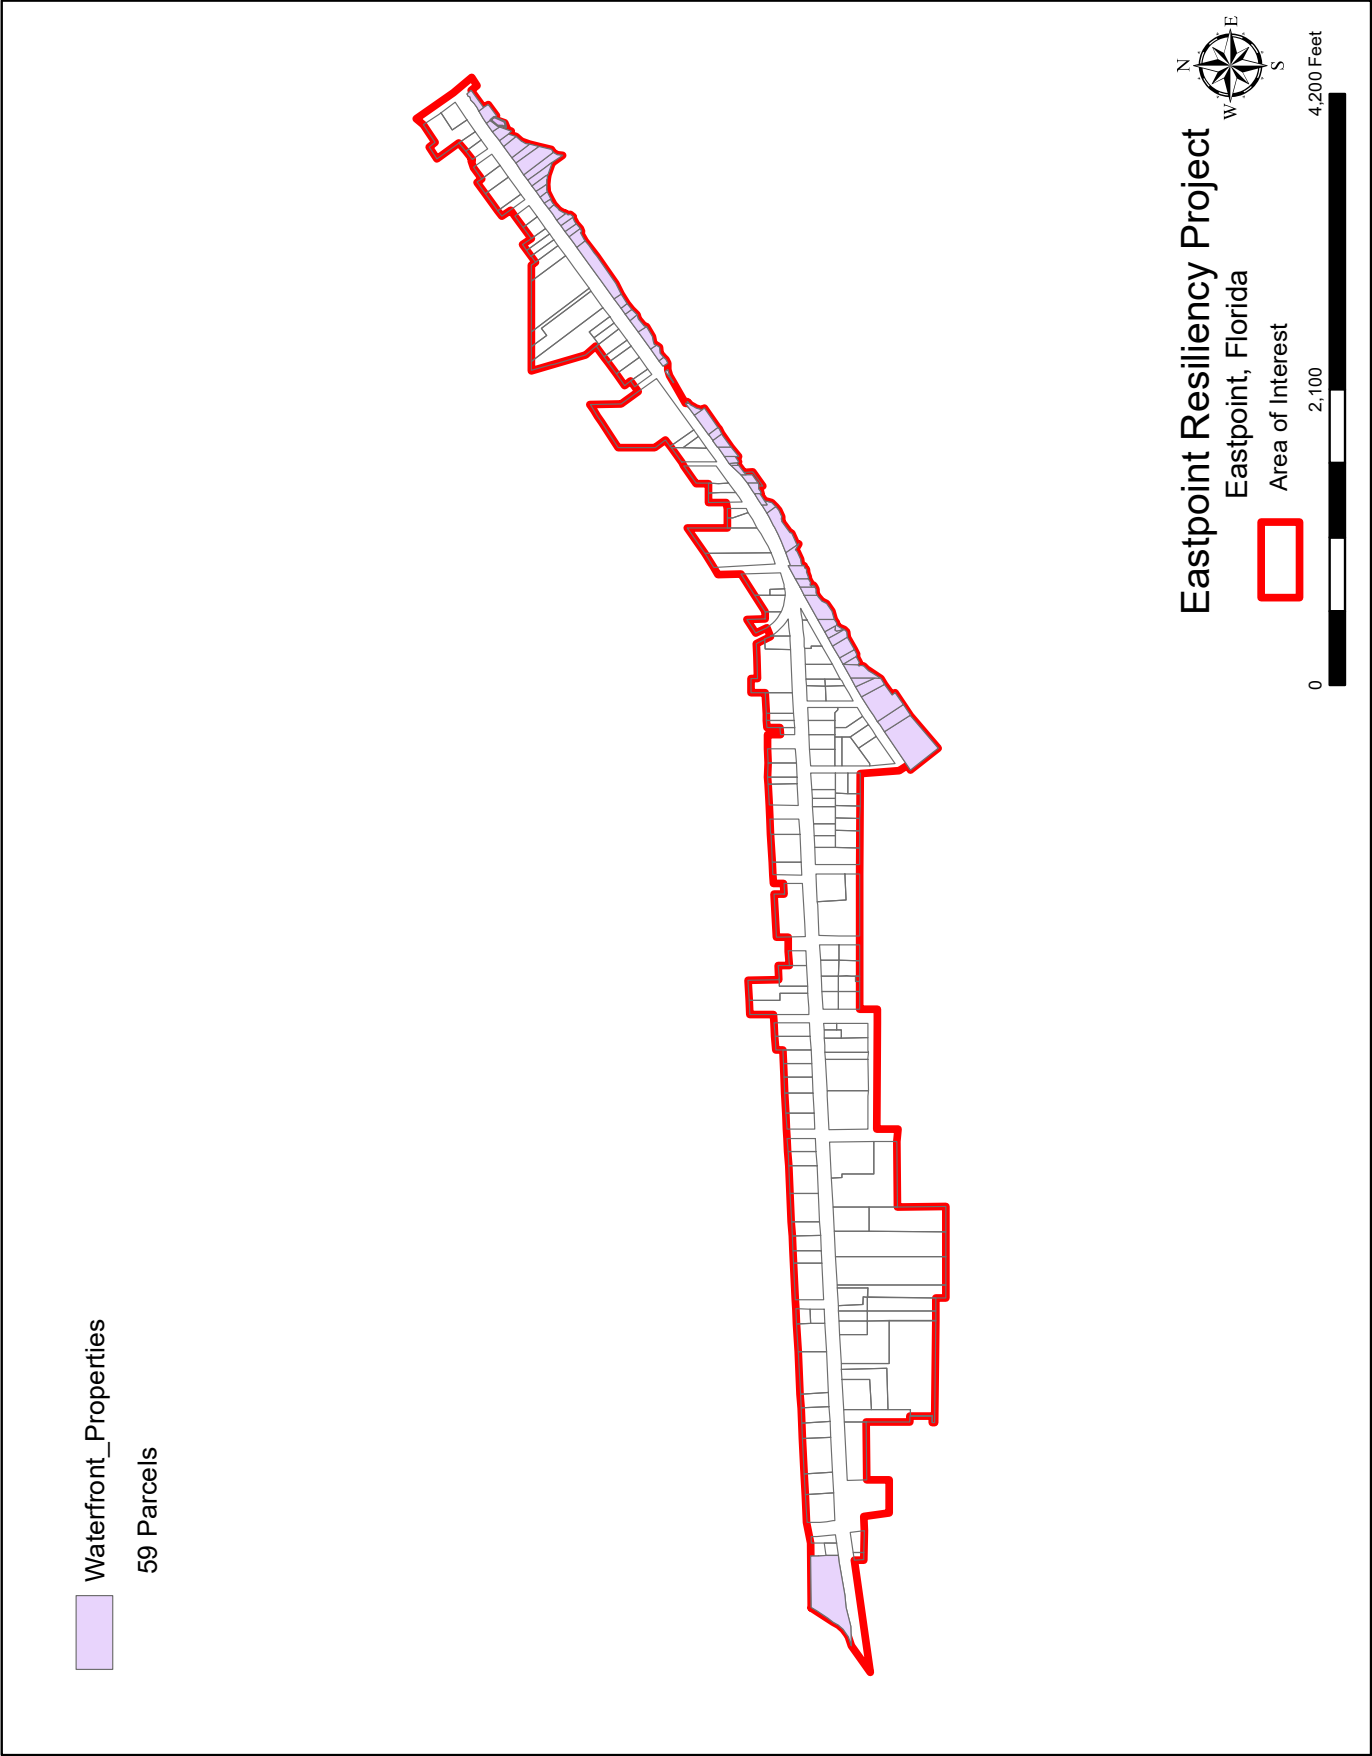 Waterfront_Properties
59 Parcels
Eastpoint Resiliency Project
Eastpoint, Florida
Area of Interest
0 2,100 4,200 Feet
N
W E
S